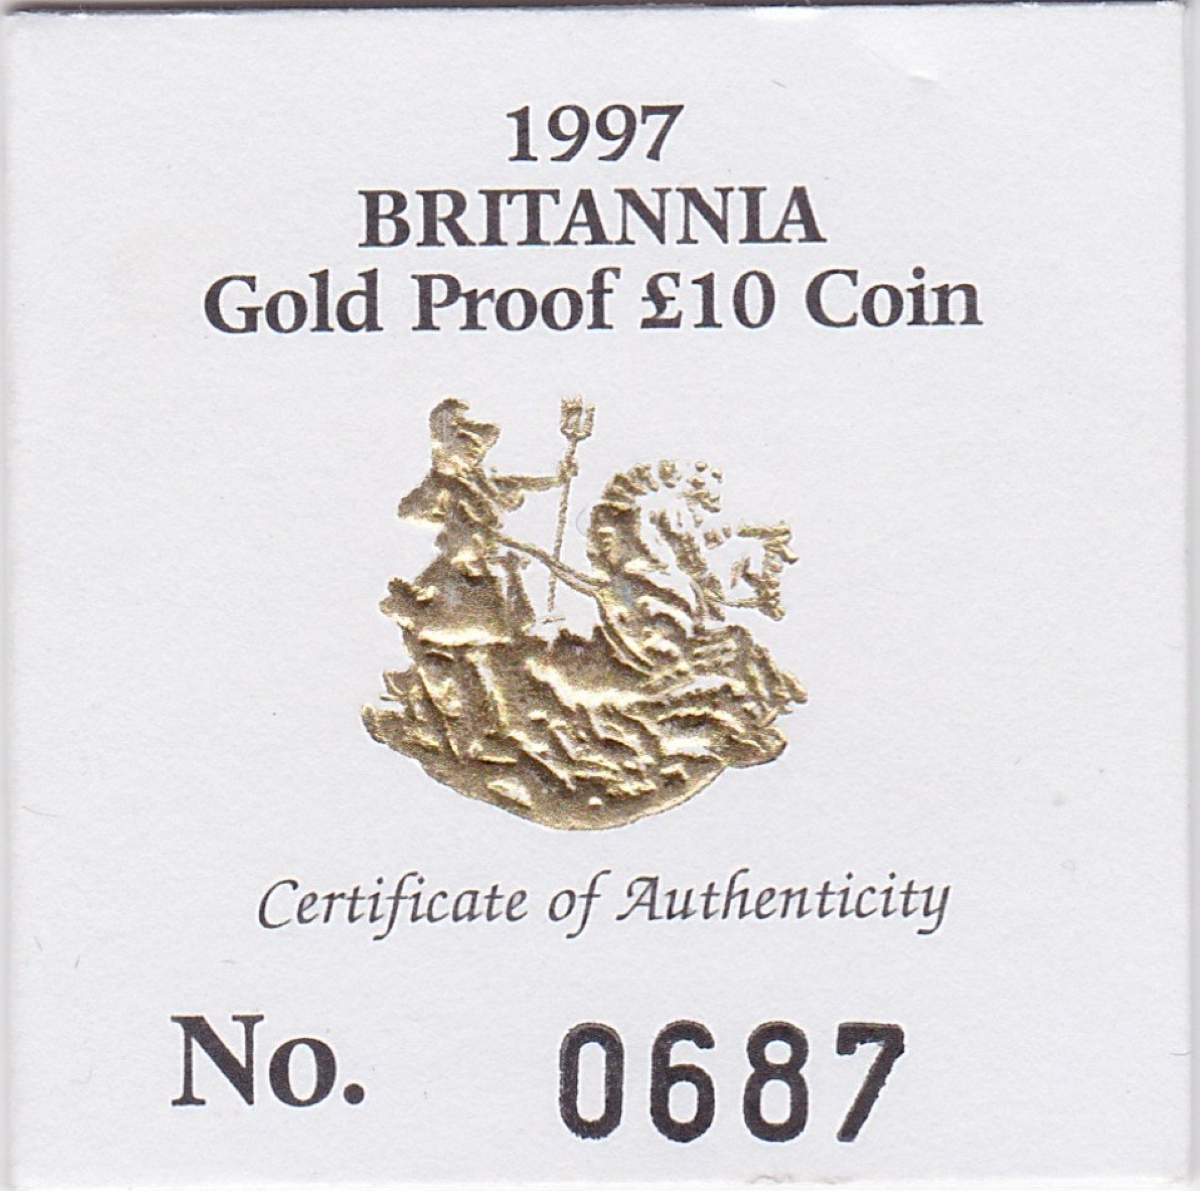 1997
BRITANNIA
Gold Proof £10 Coin
Certificate of Authenticity
No. 0687